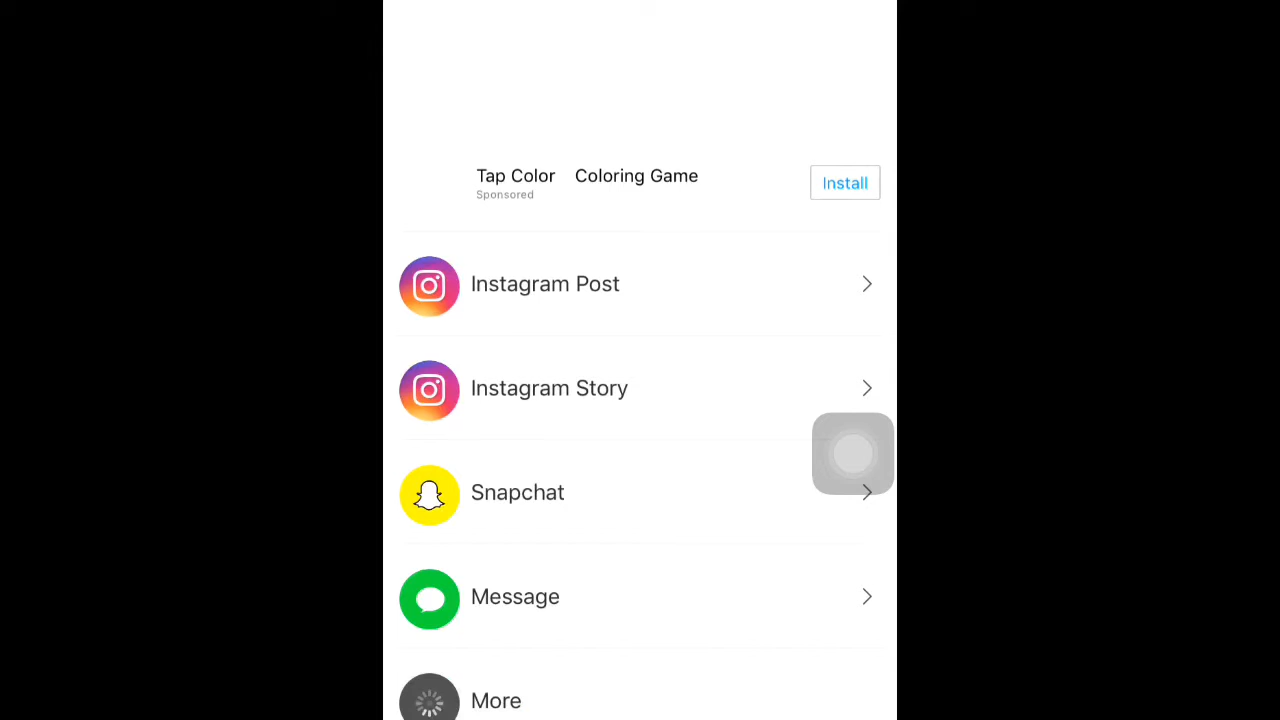 Tap Color   Coloring Game
Sponsored
Install
Instagram Post
Instagram Story
Snapchat
Message
More